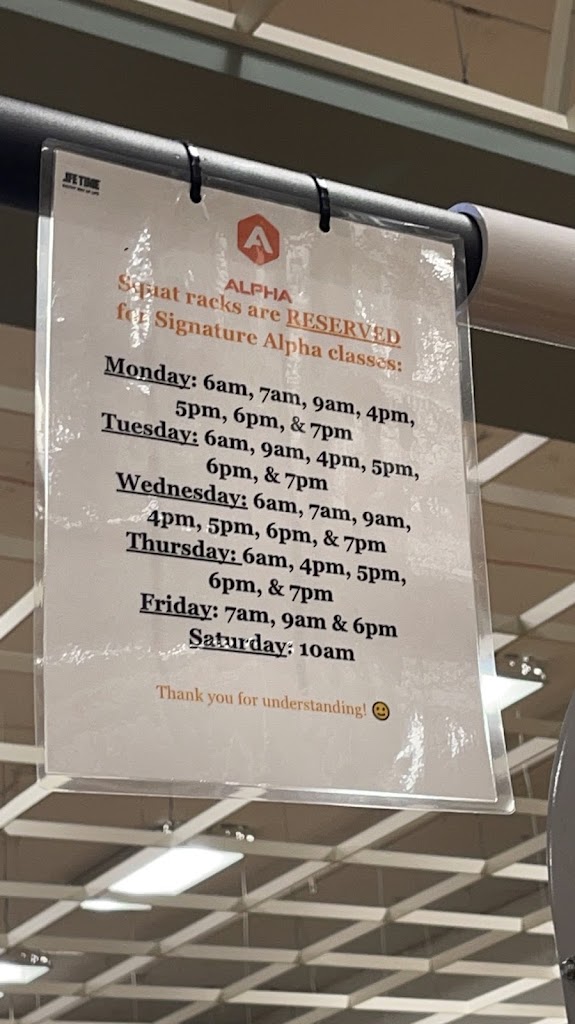 LIFE TIME
ALPHA
Squat racks are RESERVED
for Signature Alpha classes:
Monday: 6am, 7am, 9am, 4pm,
5pm, 6pm, & 7pm
Tuesday: 6am, 9am, 4pm, 5pm,
6pm, & 7pm
Wednesday: 6am, 7am, 9am,
4pm, 5pm, 6pm, & 7pm
Thursday: 6am, 4pm, 5pm,
6pm, & 7pm
Friday: 7am, 9am & 6pm
Saturday: 10am
Thank you for understanding! 🙂